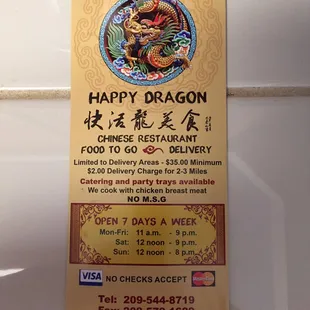 HAPPY DRAGON
快活龍美食
CHINESE RESTAURANT
FOOD TO GO DELIVERY
Limited to Delivery Areas - $35.00 Minimum
$2.00 Delivery Charge for 2-3 Miles
Catering and party trays available
We cook with chicken breast meat
NO M.S.G
OPEN 7 DAYS A WEEK
Mon-Fri: 11 a.m. - 9 p.m.
Sat: 12 noon - 9 p.m.
Sun: 12 noon - 8 p.m.
VISA NO CHECKS ACCEPT MasterCard
Tel: 209-544-8719